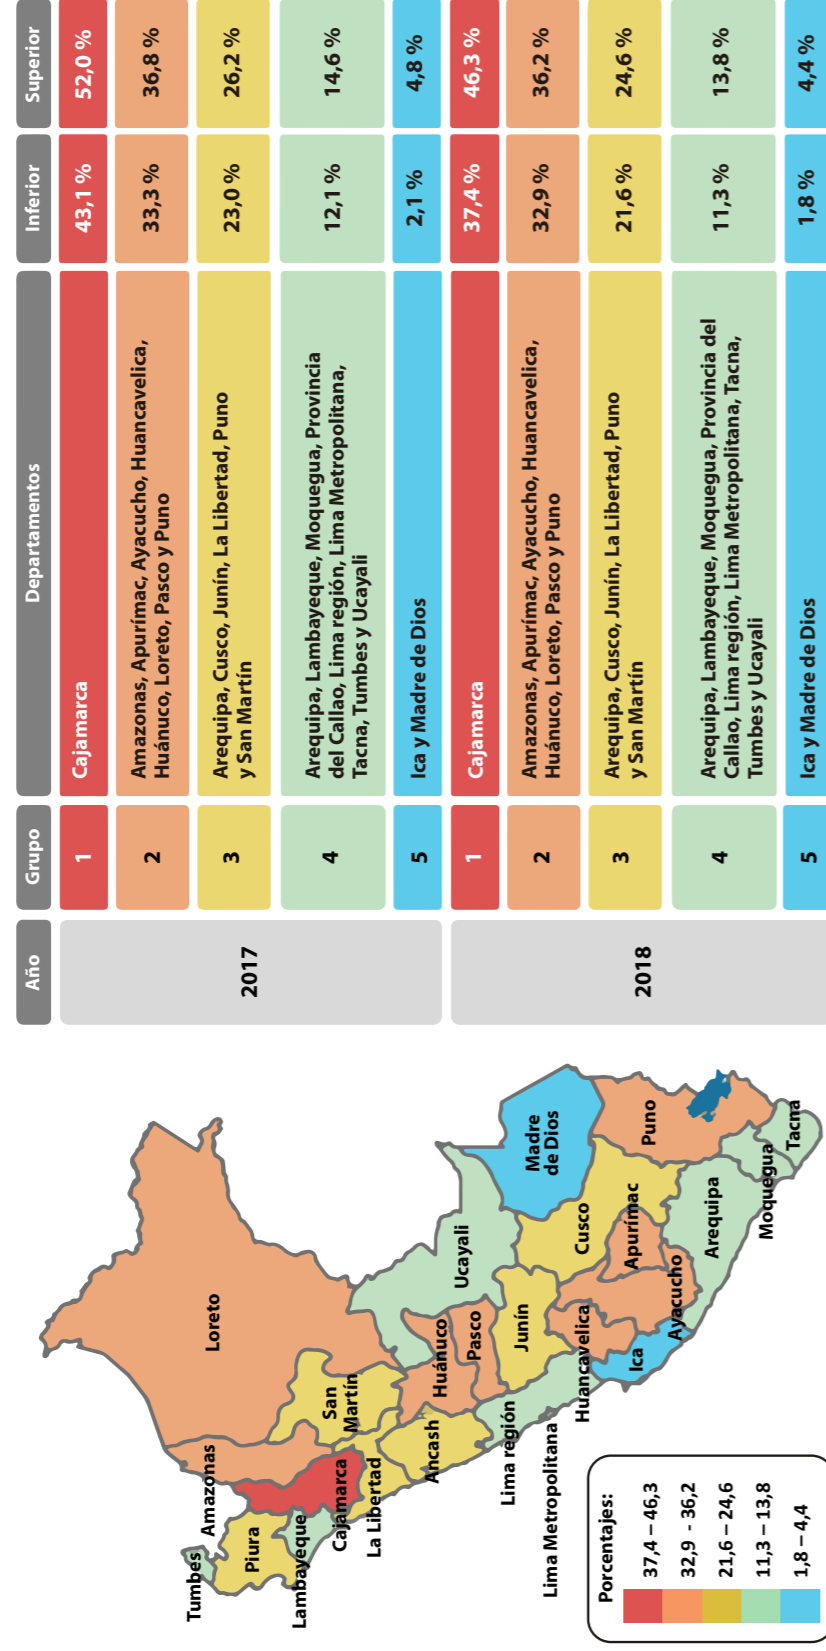 Año Grupo Departamentos Inferior Superior
2017
1 Cajamarca 43,1 % 52,0 %
2 Amazonas, Apurímac, Ayacucho, Huancavelica,
Huánuco, Loreto, Pasco y Puno 33,3 % 36,8 %
3 Arequipa, Cusco, Junín, La Libertad, Puno
y San Martín 23,0 % 26,2 %
4 Arequipa, Lambayeque, Moquegua, Provincia
del Callao, Lima región, Lima Metropolitana,
Tacna, Tumbes y Ucayali 12,1 % 14,6 %
5 Ica y Madre de Dios 2,1 % 4,8 %
2018
1 Cajamarca 37,4 % 46,3 %
2 Amazonas, Apurímac, Ayacucho, Huancavelica,
Huánuco, Loreto, Pasco y Puno 32,9 % 36,2 %
3 Arequipa, Cusco, Junín, La Libertad, Puno
y San Martín 21,6 % 24,6 %
4 Arequipa, Lambayeque, Moquegua, Provincia del
Callao, Lima región, Lima Metropolitana, Tacna,
Tumbes y Ucayali 11,3 % 13,8 %
5 Ica y Madre de Dios 1,8 % 4,4 %
Tumbes
Piura
Lambayeque
Amazonas
Cajamarca
La Libertad
Loreto
San
Martín
Ancash
Huánuco
Pasco
Ucayali
Lima región
Lima Metropolitana
Junín
Huancavelica
Ica
Ayacucho
Apurímac
Cusco
Madre
de Dios
Puno
Arequipa
Moquegua
Tacna
Porcentajes:
37,4 – 46,3
32,9 - 36,2
21,6 – 24,6
11,3 – 13,8
1,8 – 4,4